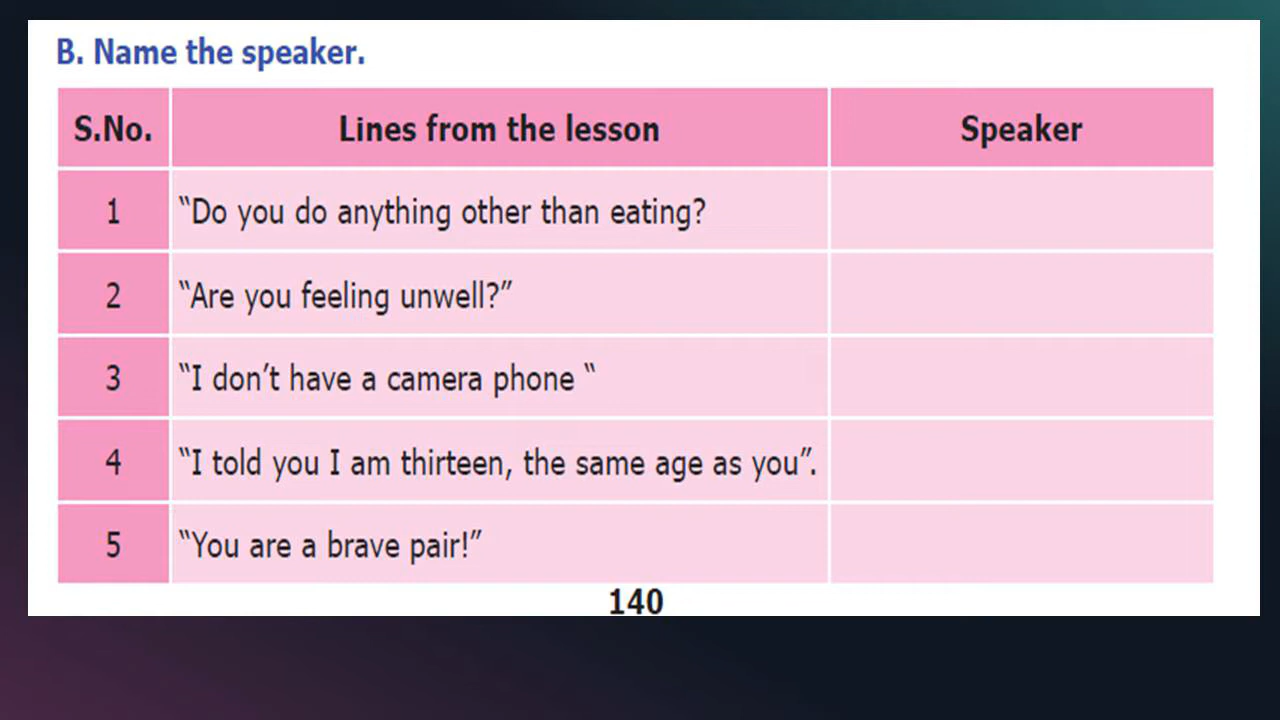 B. Name the speaker.
S.No. Lines from the lesson Speaker
1 “Do you do anything other than eating?
2 “Are you feeling unwell?”
3 “I don’t have a camera phone “
4 “I told you I am thirteen, the same age as you”.
5 “You are a brave pair!”
140